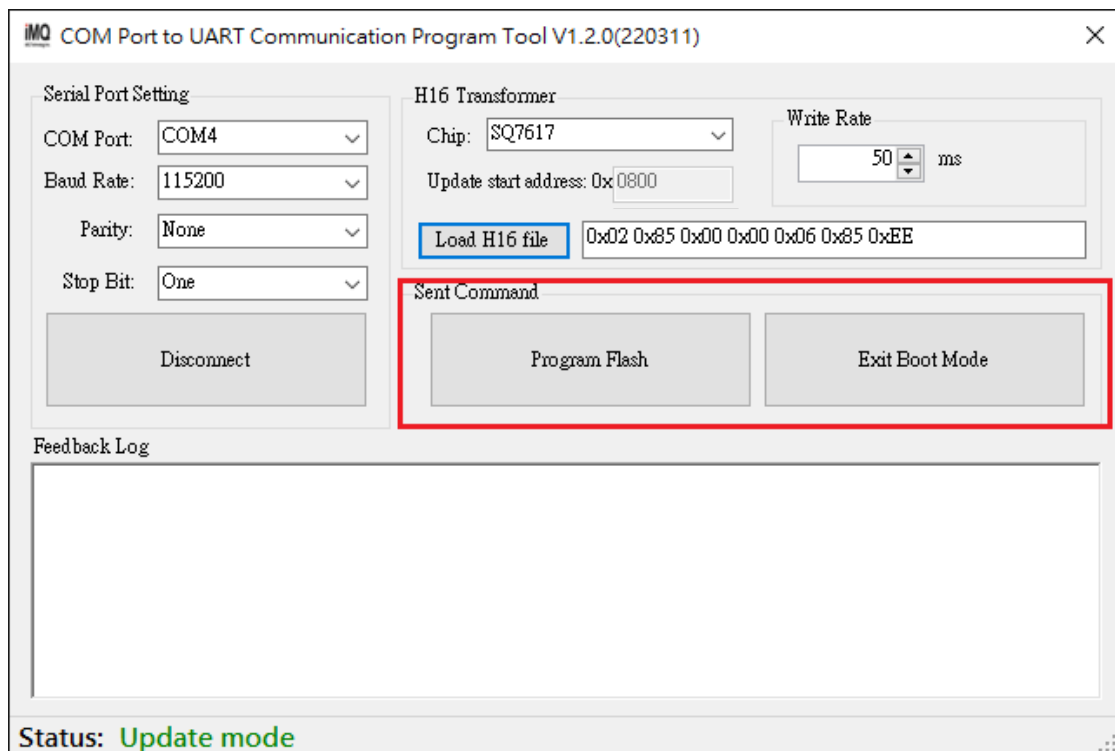 iMQ COM Port to UART Communication Program Tool V1.2.0(220311)
Serial Port Setting
COM Port: COM4
Baud Rate: 115200
Parity: None
Stop Bit: One
Disconnect
H16 Transformer
Chip: SQ7617
Update start address: 0x 0800
Write Rate
50 ms
Load H16 file 0x02 0x85 0x00 0x00 0x06 0x85 0xEE
Sent Command
Program Flash
Exit Boot Mode
Feedback Log
Status: Update mode